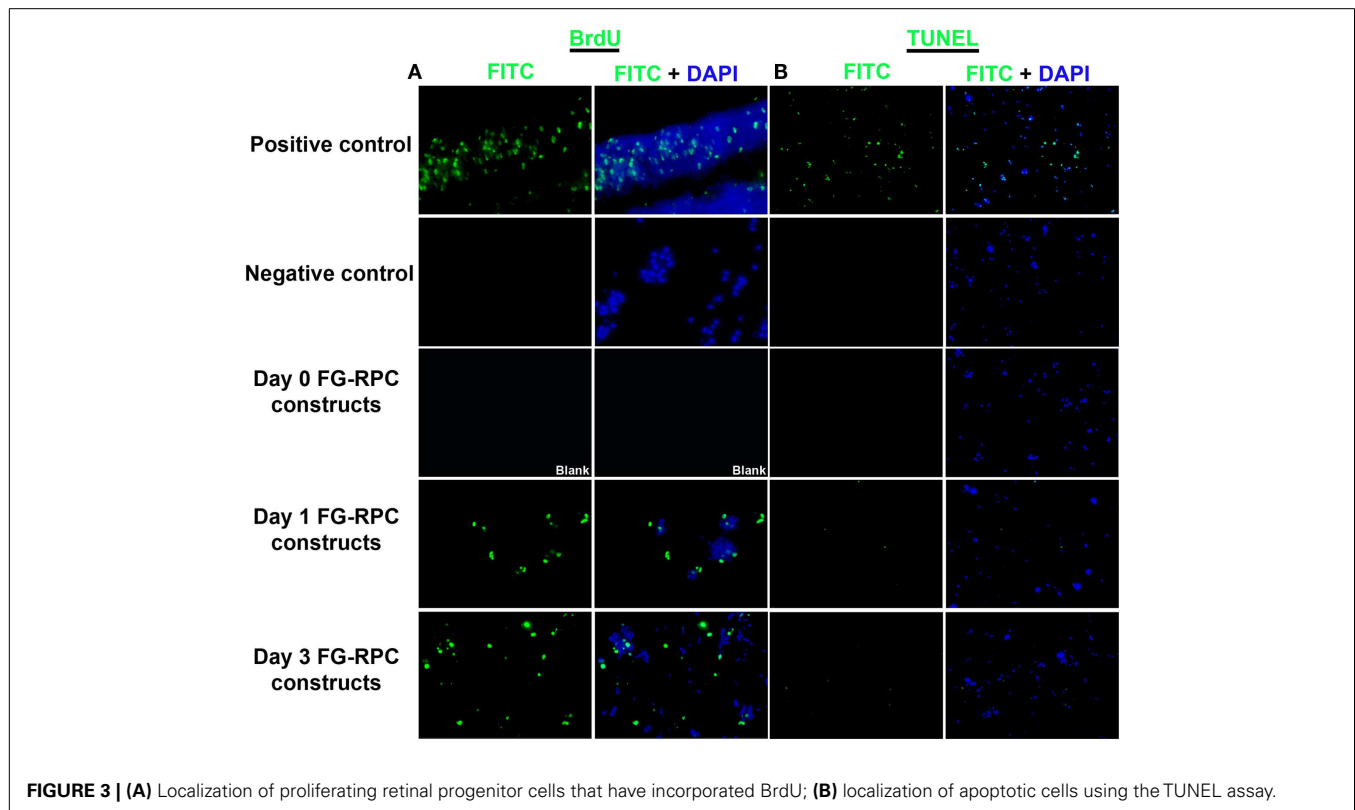 BrdU TUNEL
A FITC FITC + DAPI B FITC FITC + DAPI
Positive control
Negative control
Day 0 FG-RPC
constructs
Blank Blank
Day 1 FG-RPC
constructs
Day 3 FG-RPC
constructs
FIGURE 3 | (A) Localization of proliferating retinal progenitor cells that have incorporated BrdU; (B) localization of apoptotic cells using the TUNEL assay.